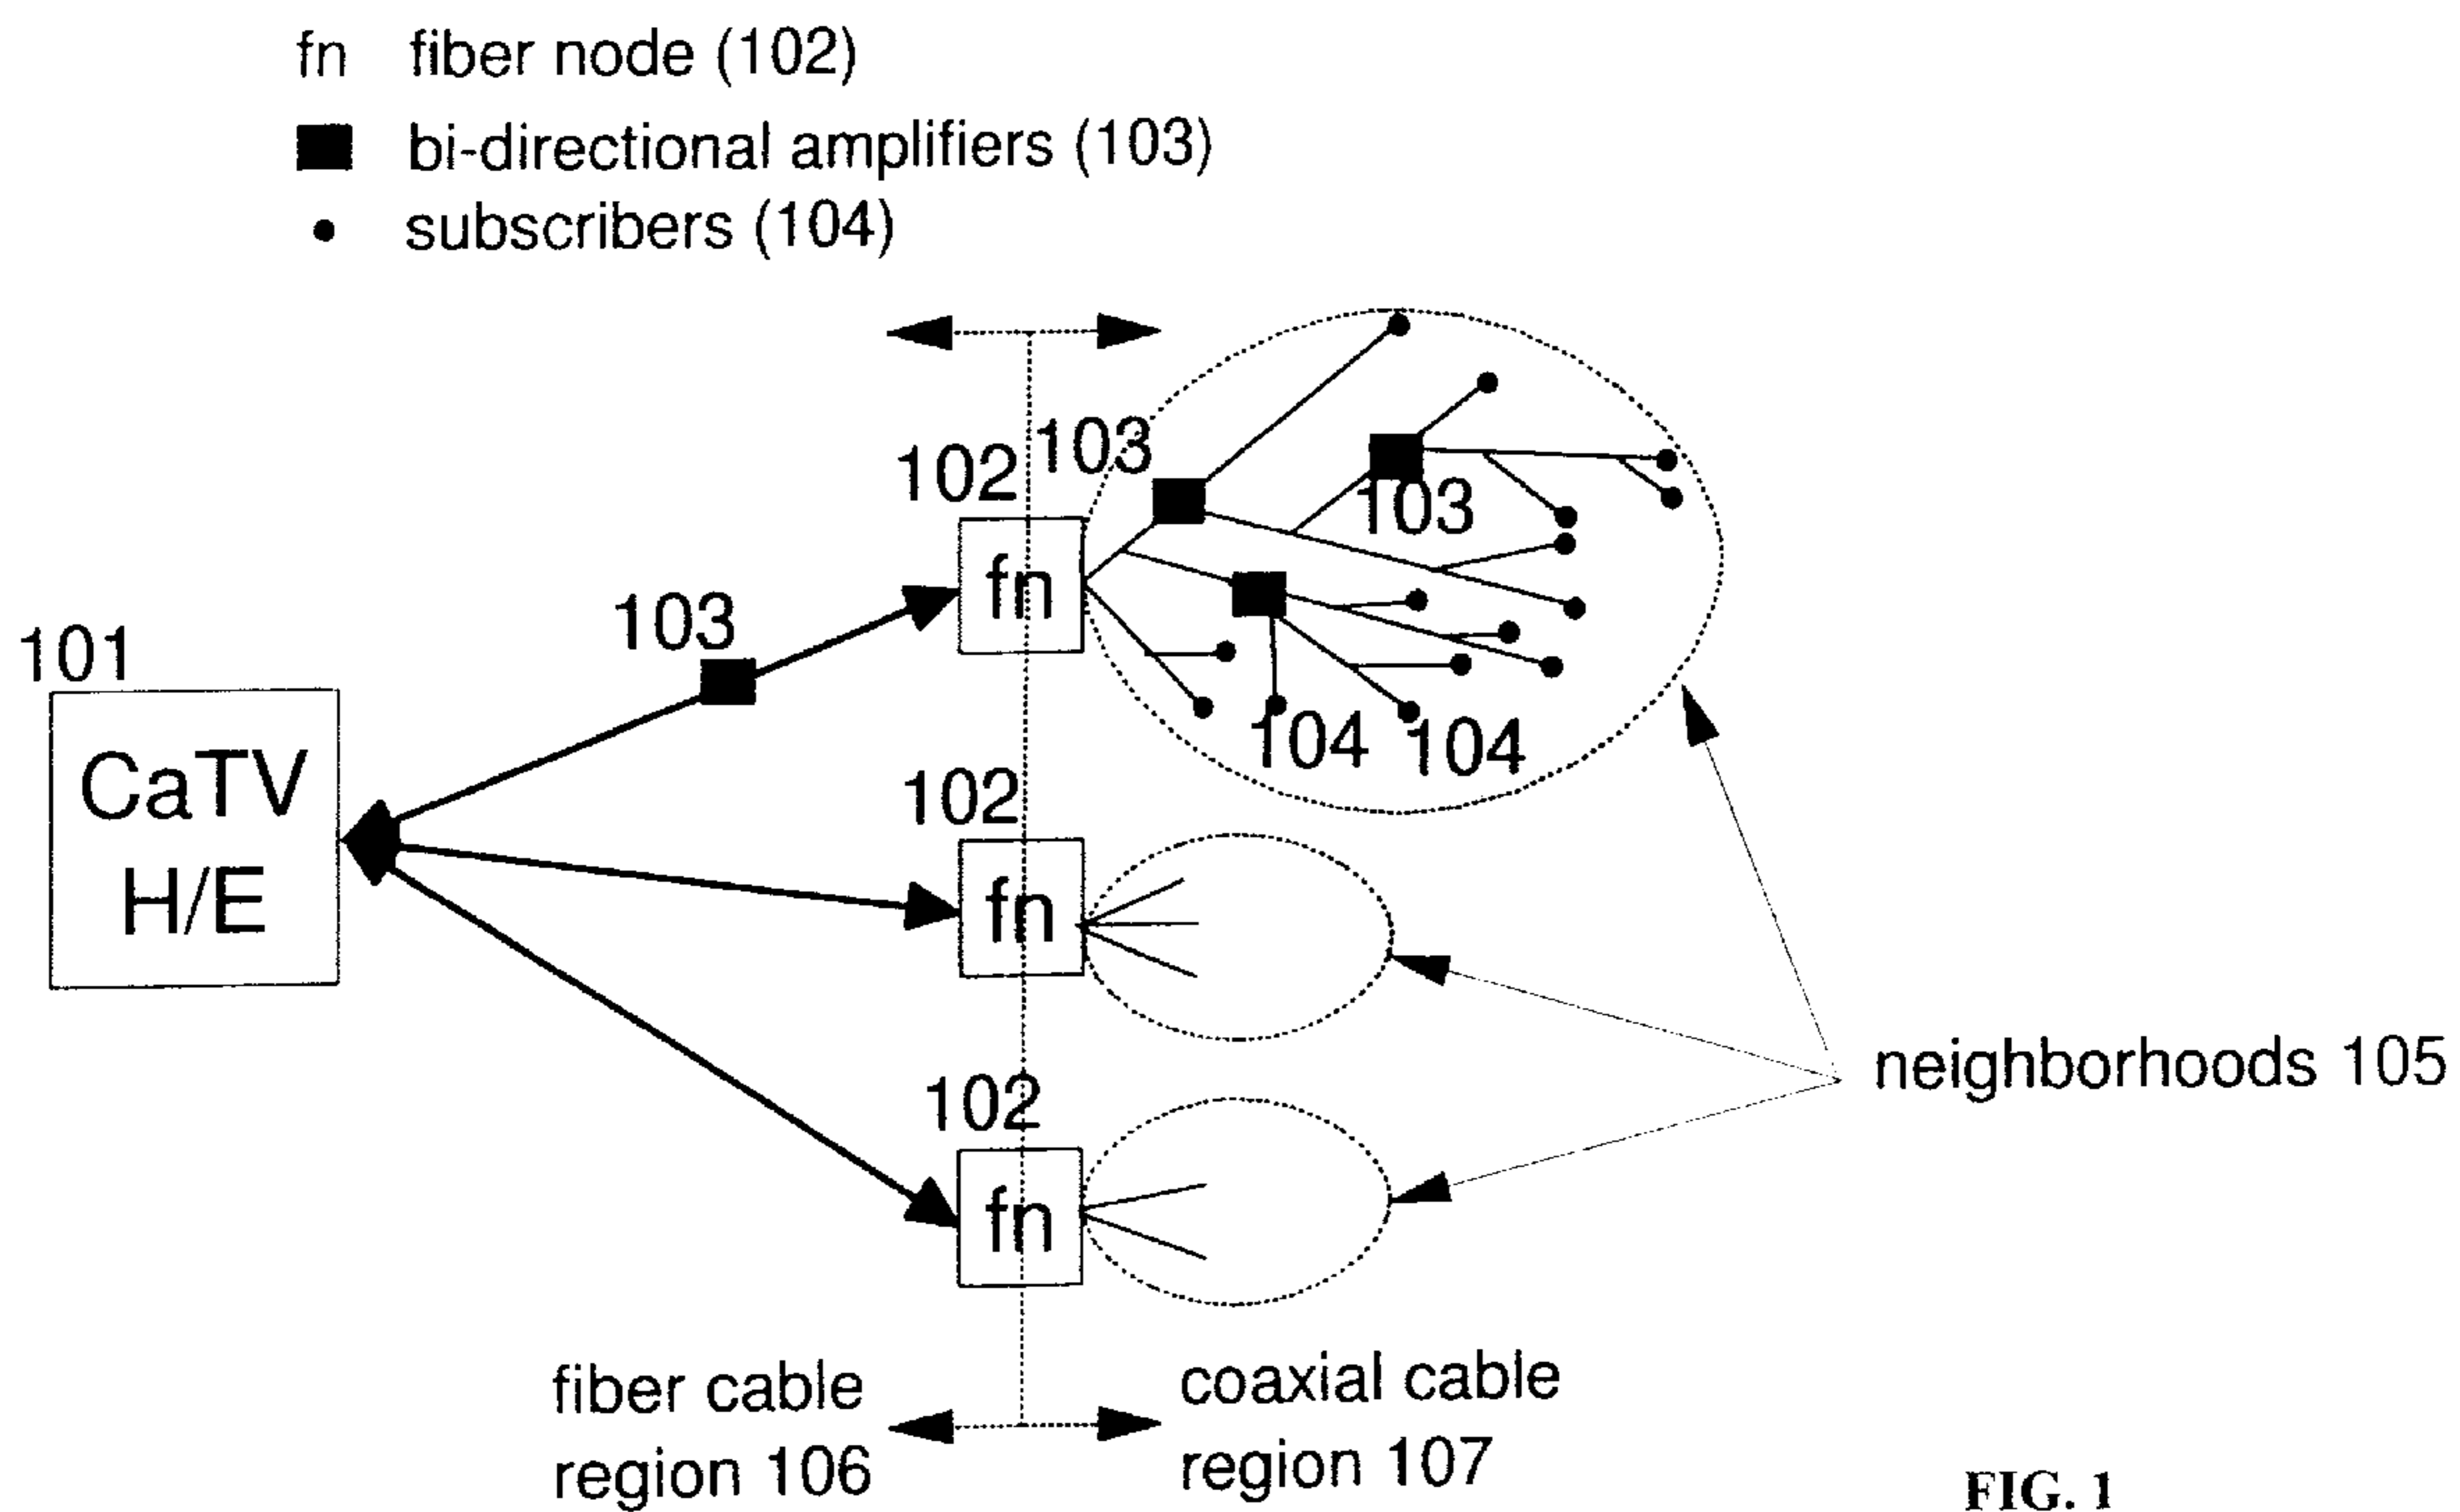 fn fiber node (102)
bi-directional amplifiers (103)
subscribers (104)
103
102
103
fn
103
101
104
104
CaTV
H/E
102
fn
neighborhoods 105
102
fn
fiber cable
region 106
coaxial cable
region 107
FIG. 1